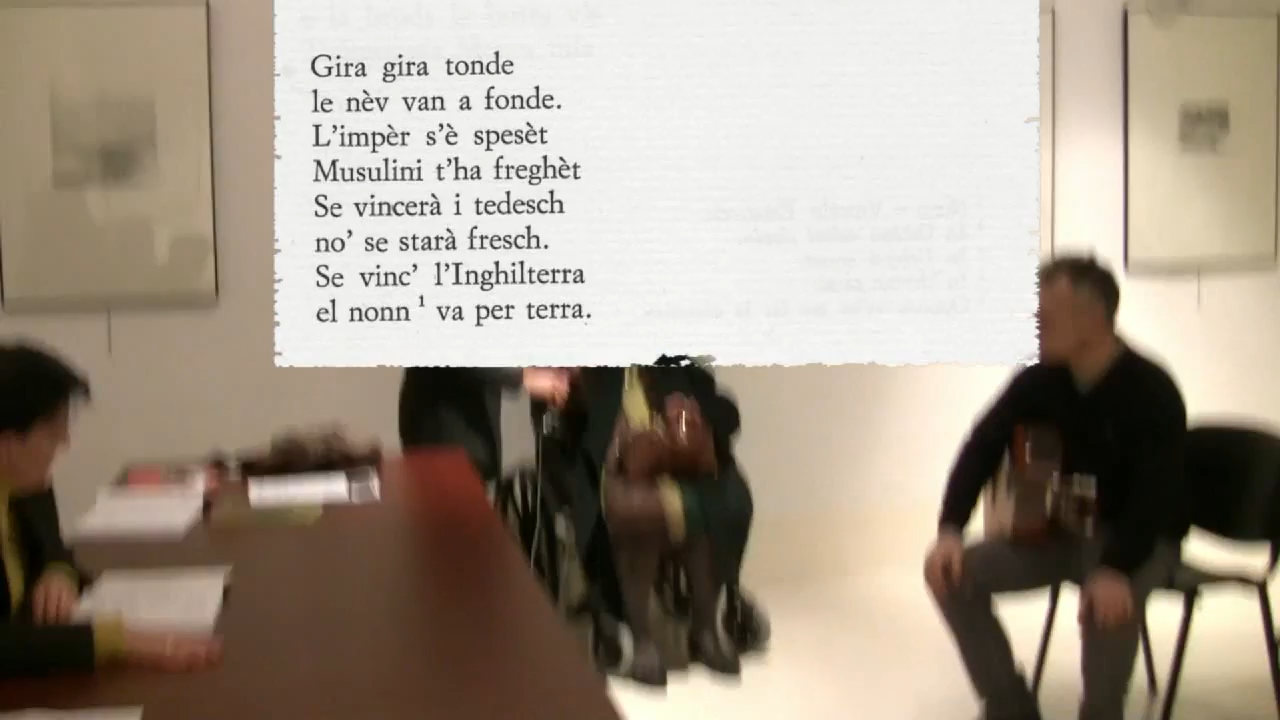 Gira gira tonde
le nèv van a fonde.
L'impèr s'è spesèt
Musulini t'ha freghèt
Se vincerà i tedesch
no' se starà fresch.
Se vinc' l'Inghilterra
el nonn ¹ va per terra.